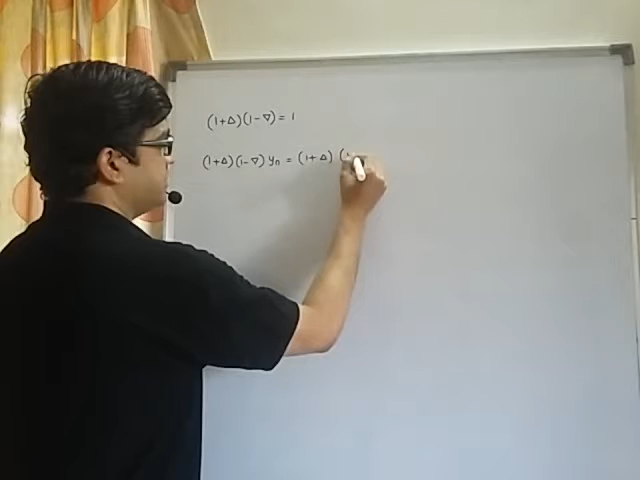 (1+Δ)(1-∇) = 1
(1+Δ)(1-∇) yn = (1+Δ) (